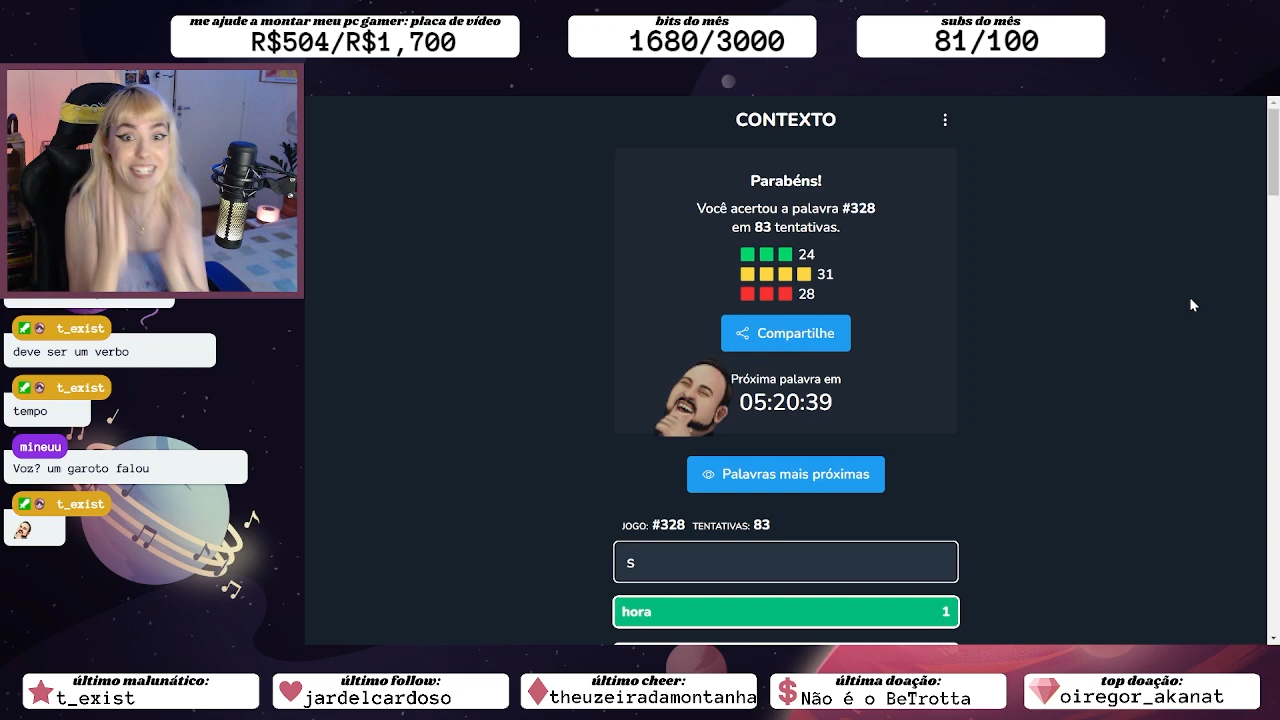 me ajude a montar meu pc gamer: placa de vídeo
R$504/R$1,700
bits do mês
1680/3000
subs do mês
81/100
CONTEXTO
Parabéns!
Você acertou a palavra #328
em 83 tentativas.
24
31
28
Compartilhe
Próxima palavra em
05:20:39
Palavras mais próximas
JOGO: #328 TENTATIVAS: 83
S
hora 1
t_exist
deve ser um verbo
t_exist
tempo
mineuu
Voz? um garoto falou
t_exist
último malunático:
t_exist
último follow:
jardelcardoso
último cheer:
theuzeiradamontanha
última doação:
Não é o BeTrotta
top doação:
oiregor_akanat